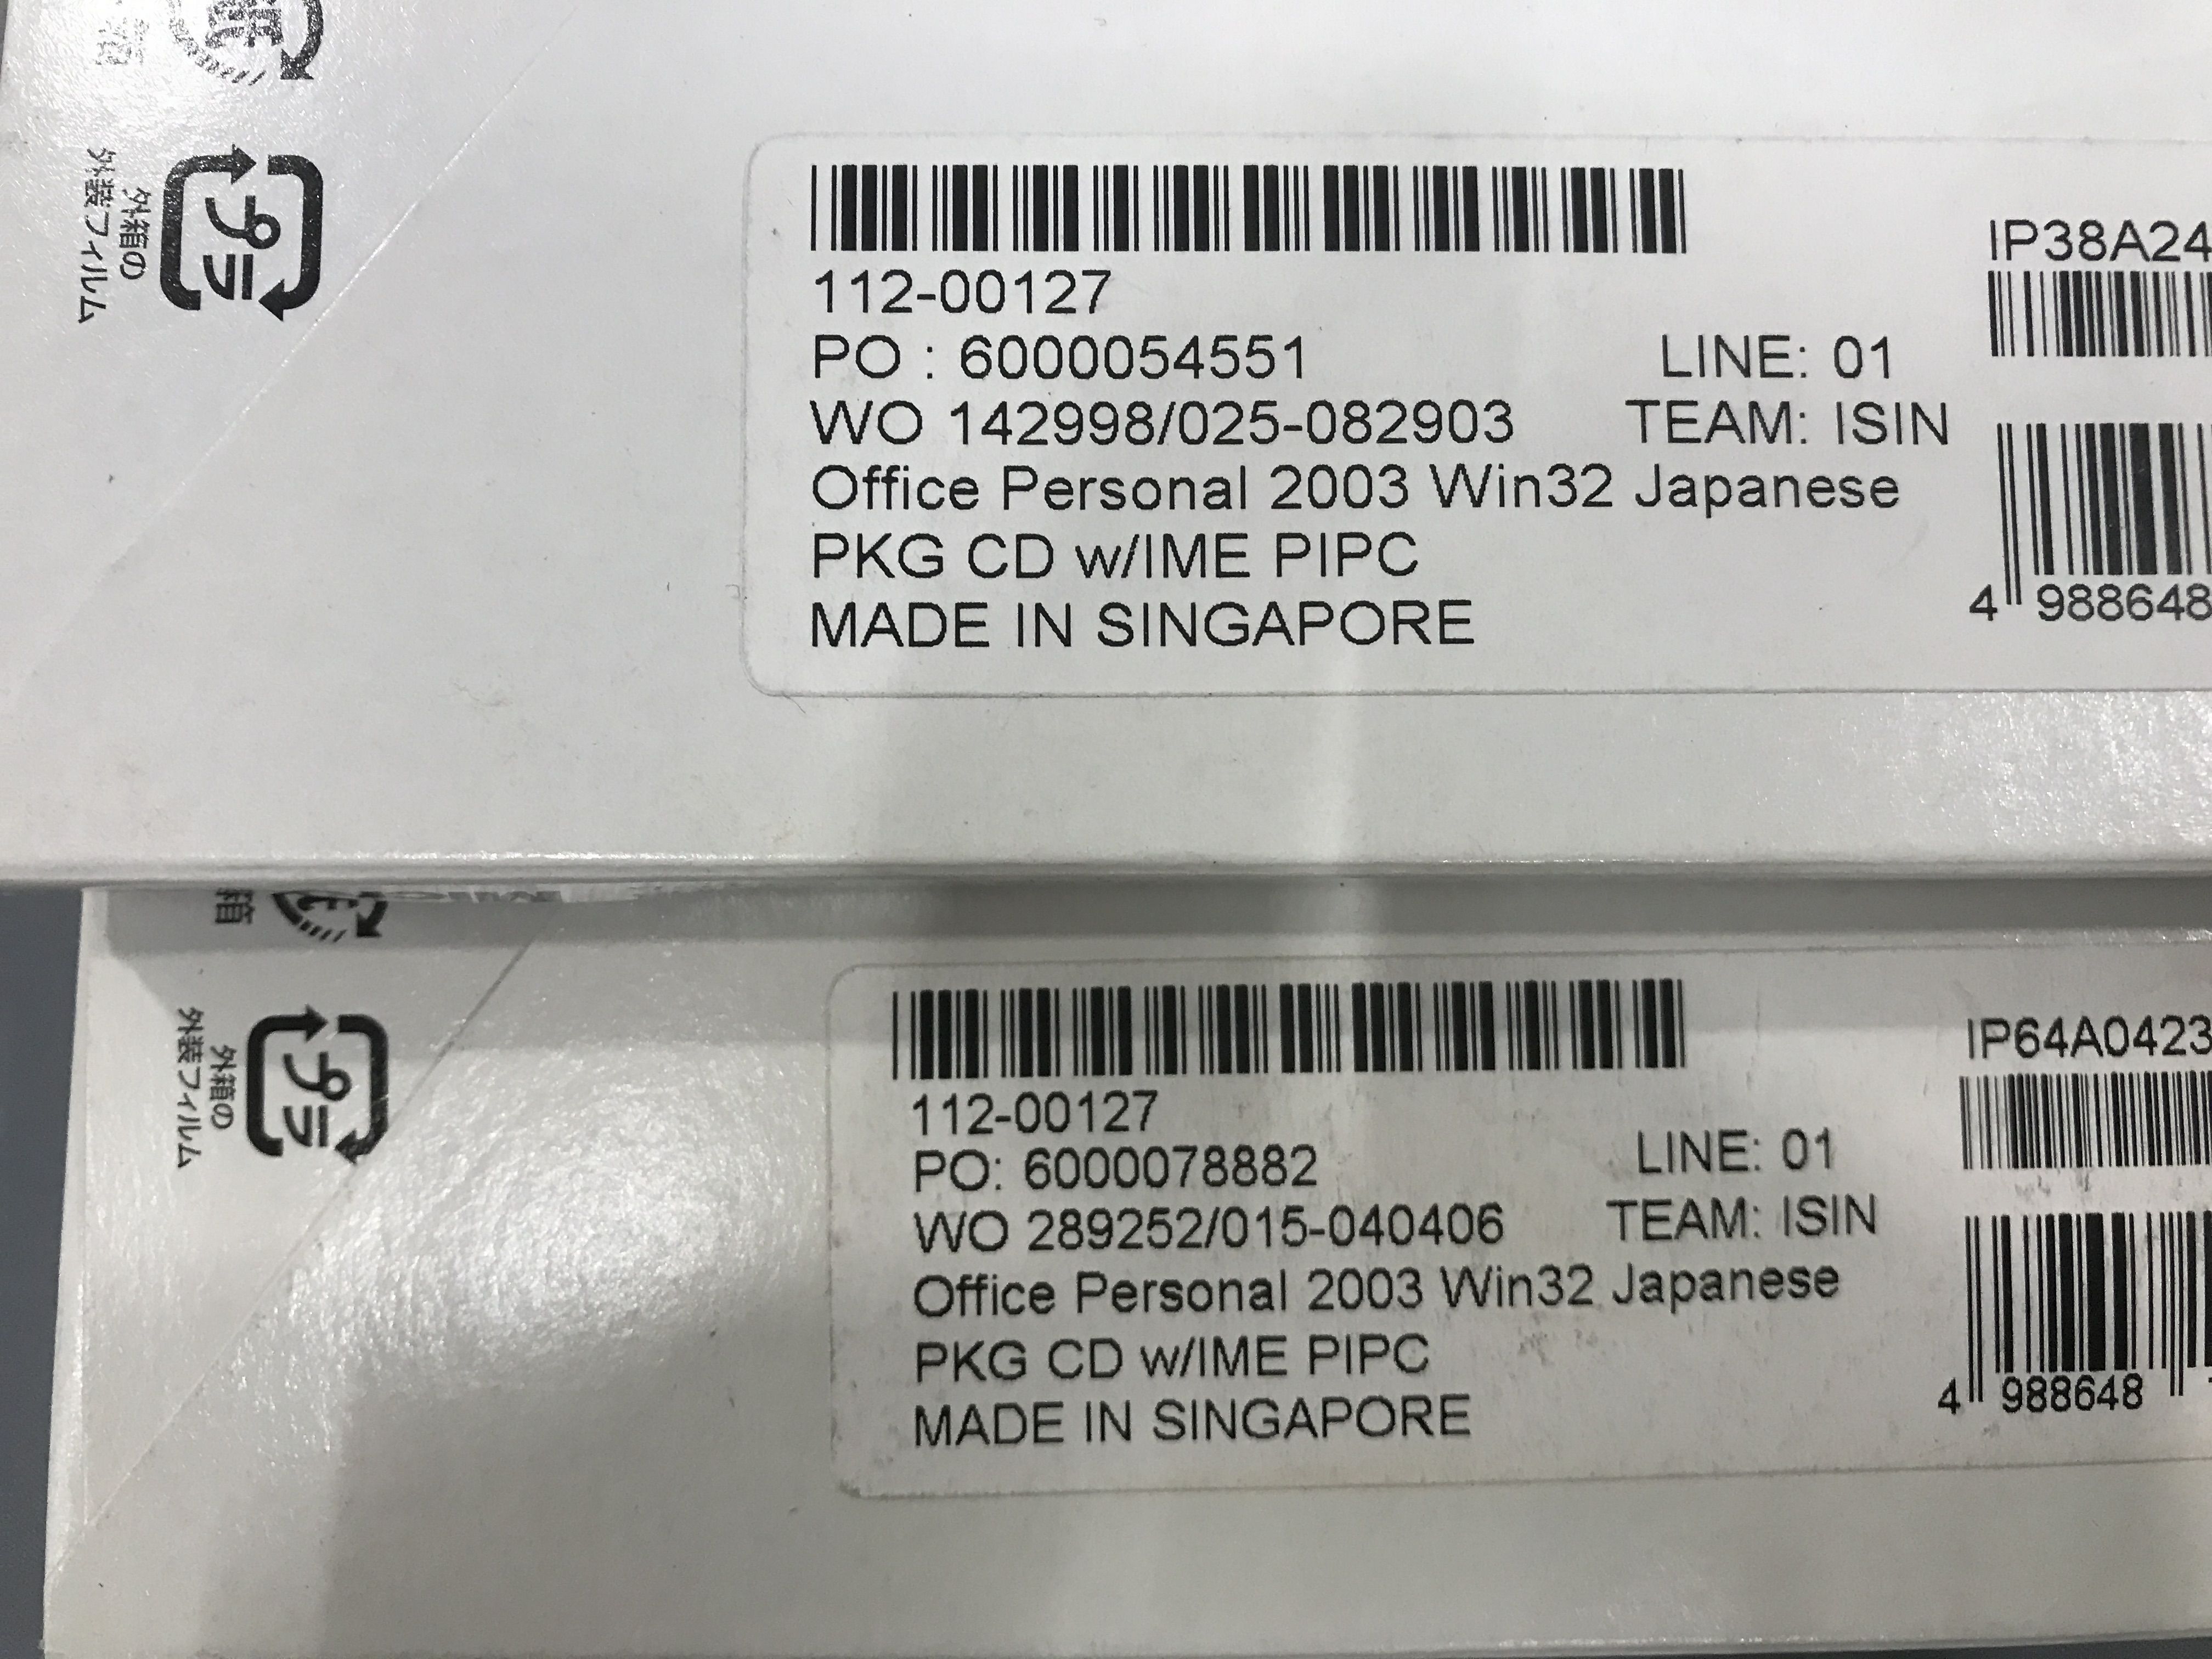 紙
箱
プラ
外箱の
外装フィルム
112-00127
PO : 6000054551
LINE: 01
WO 142998/025-082903
TEAM: ISIN
Office Personal 2003 Win32 Japanese
PKG CD w/IME PIPC
MADE IN SINGAPORE
IP38A24
4 988648
箱
プラ
外箱の
外装フィルム
112-00127
PO: 6000078882
LINE: 01
WO 289252/015-040406
TEAM: ISIN
Office Personal 2003 Win32 Japanese
PKG CD w/IME PIPC
MADE IN SINGAPORE
IP64A0423
4 988648